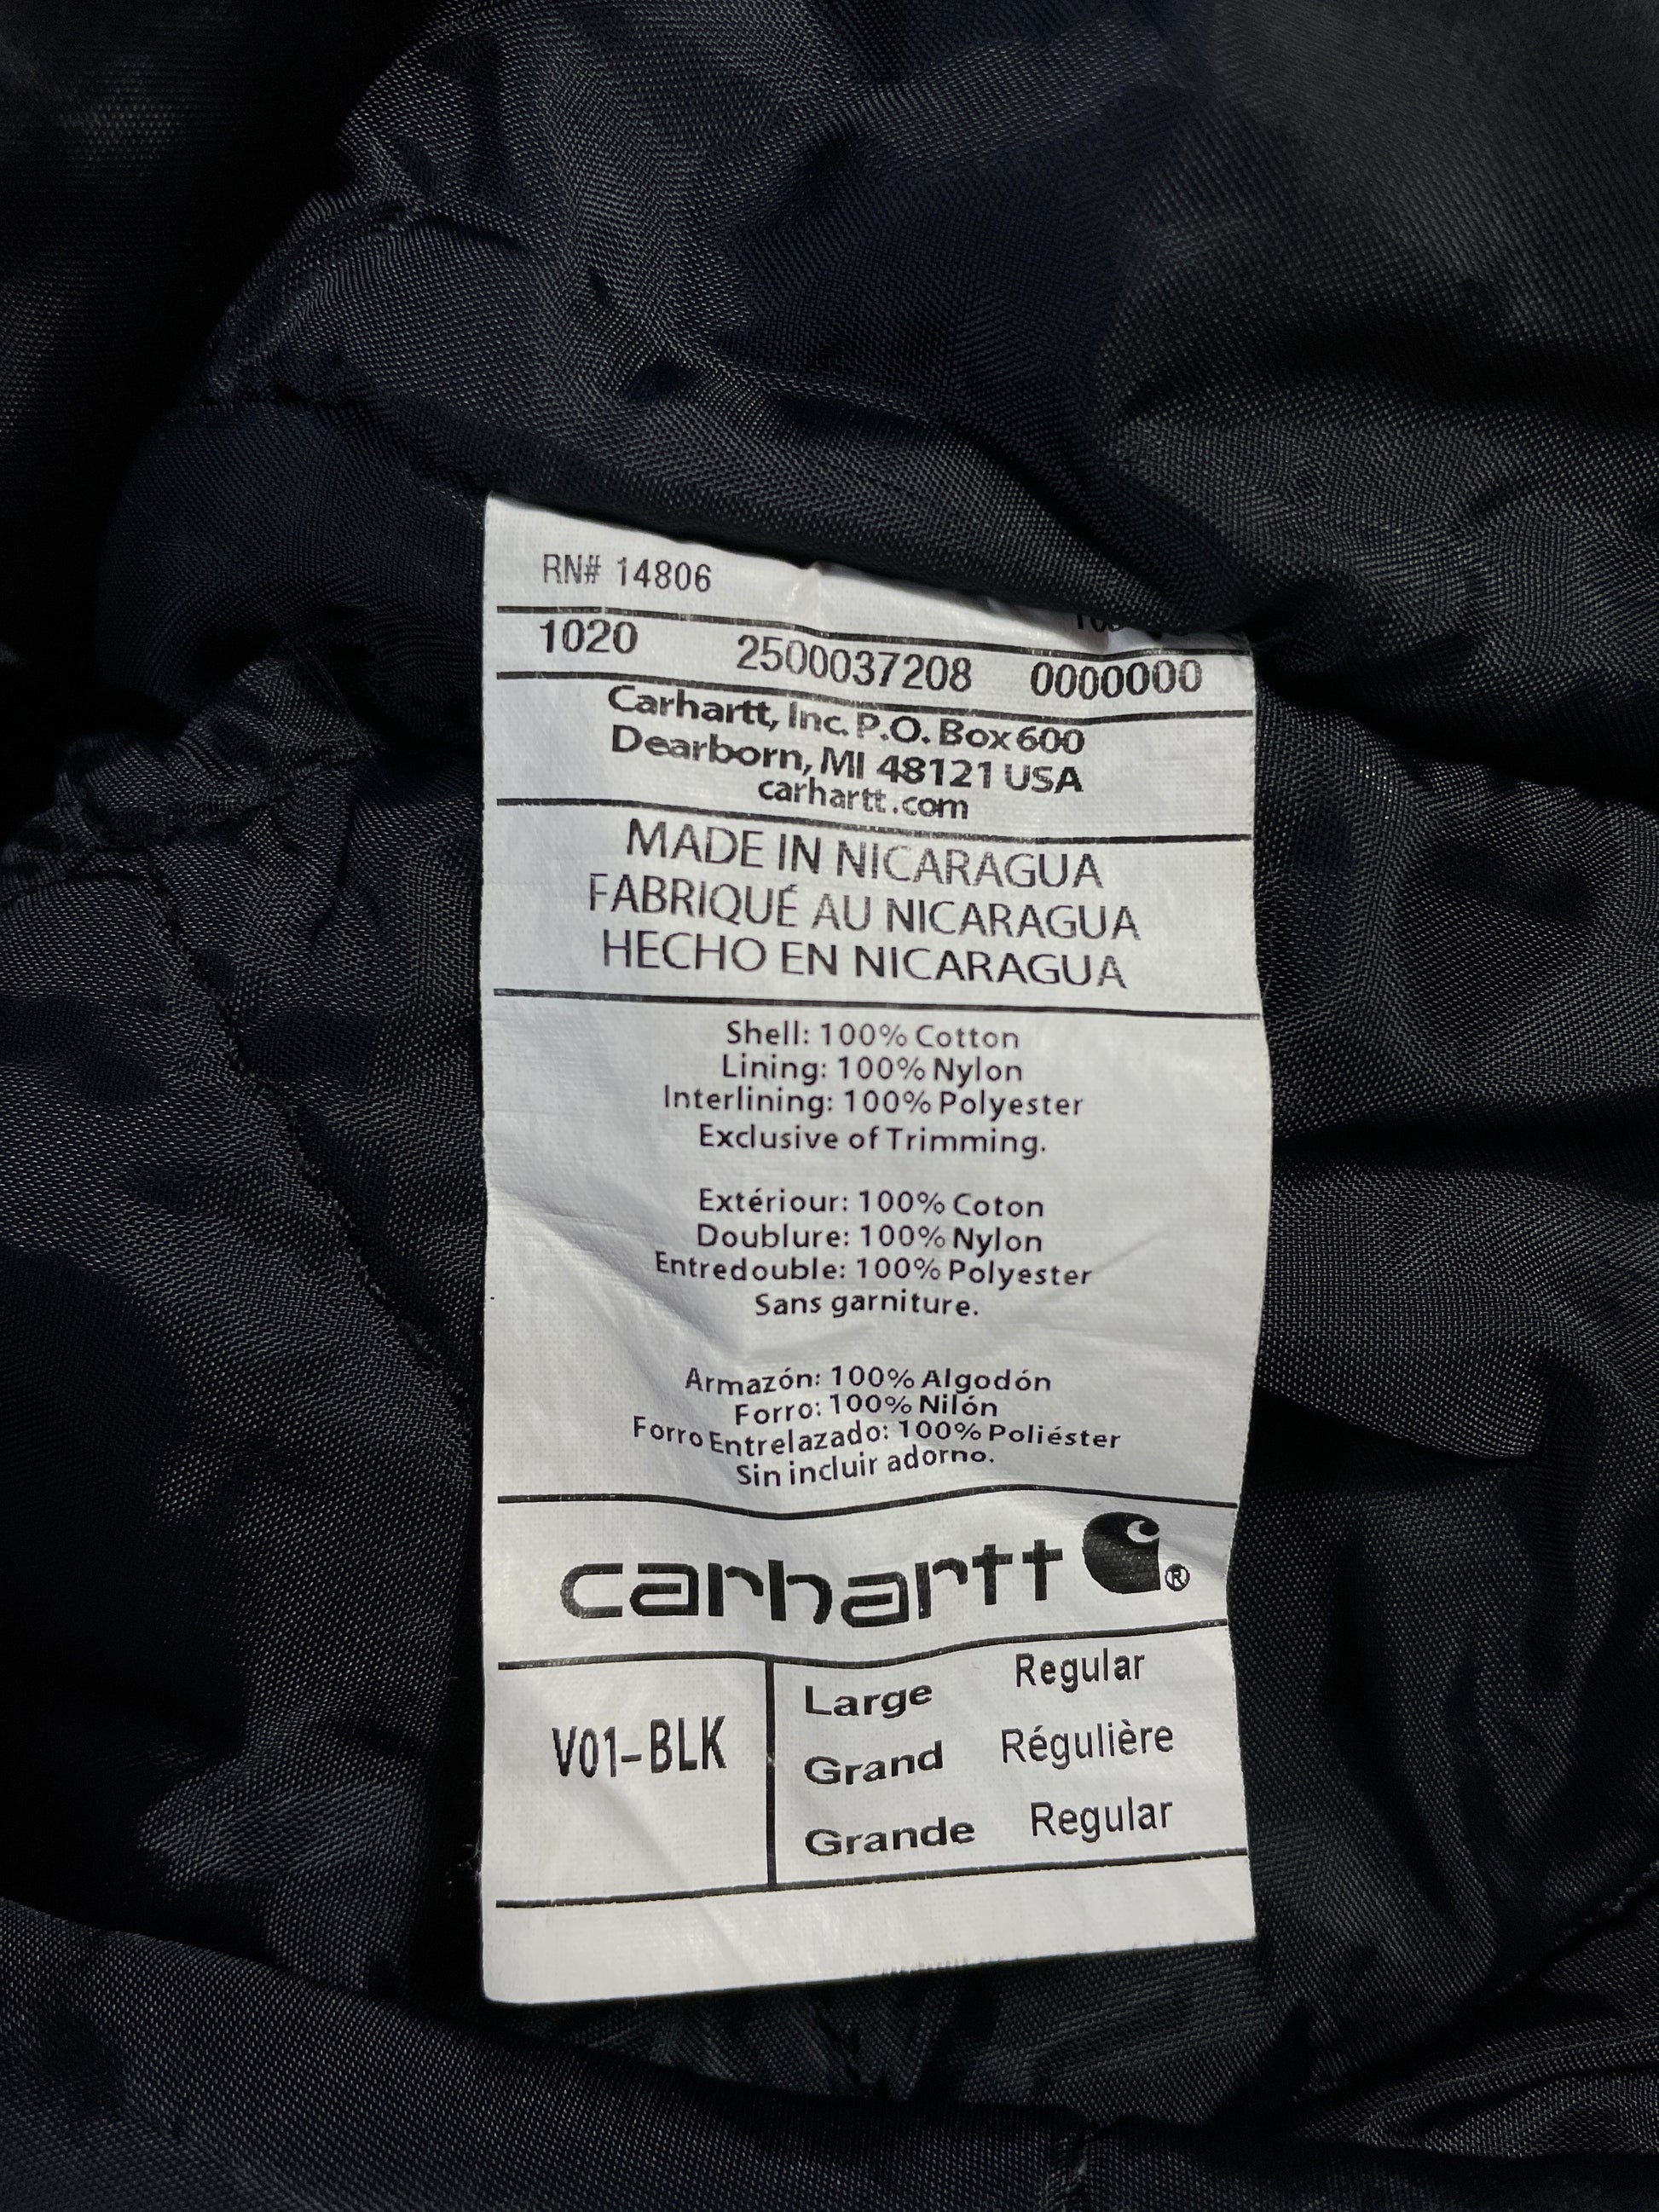 RN# 14806
1020 2500037208 0000000
Carhartt, Inc. P.O. Box 600
Dearborn, MI 48121 USA
carhartt.com
MADE IN NICARAGUA
FABRIQUÉ AU NICARAGUA
HECHO EN NICARAGUA
Shell: 100% Cotton
Lining: 100% Nylon
Interlining: 100% Polyester
Exclusive of Trimming.
Extériour: 100% Coton
Doublure: 100% Nylon
Entredouble: 100% Polyester
Sans garniture.
Armazón: 100% Algodón
Forro: 100% Nilón
Forro Entrelazado: 100% Poliéster
Sin incluir adorno.
carhartt ®
V01-BLK
Large Regular
Grand Régulière
Grande Regular